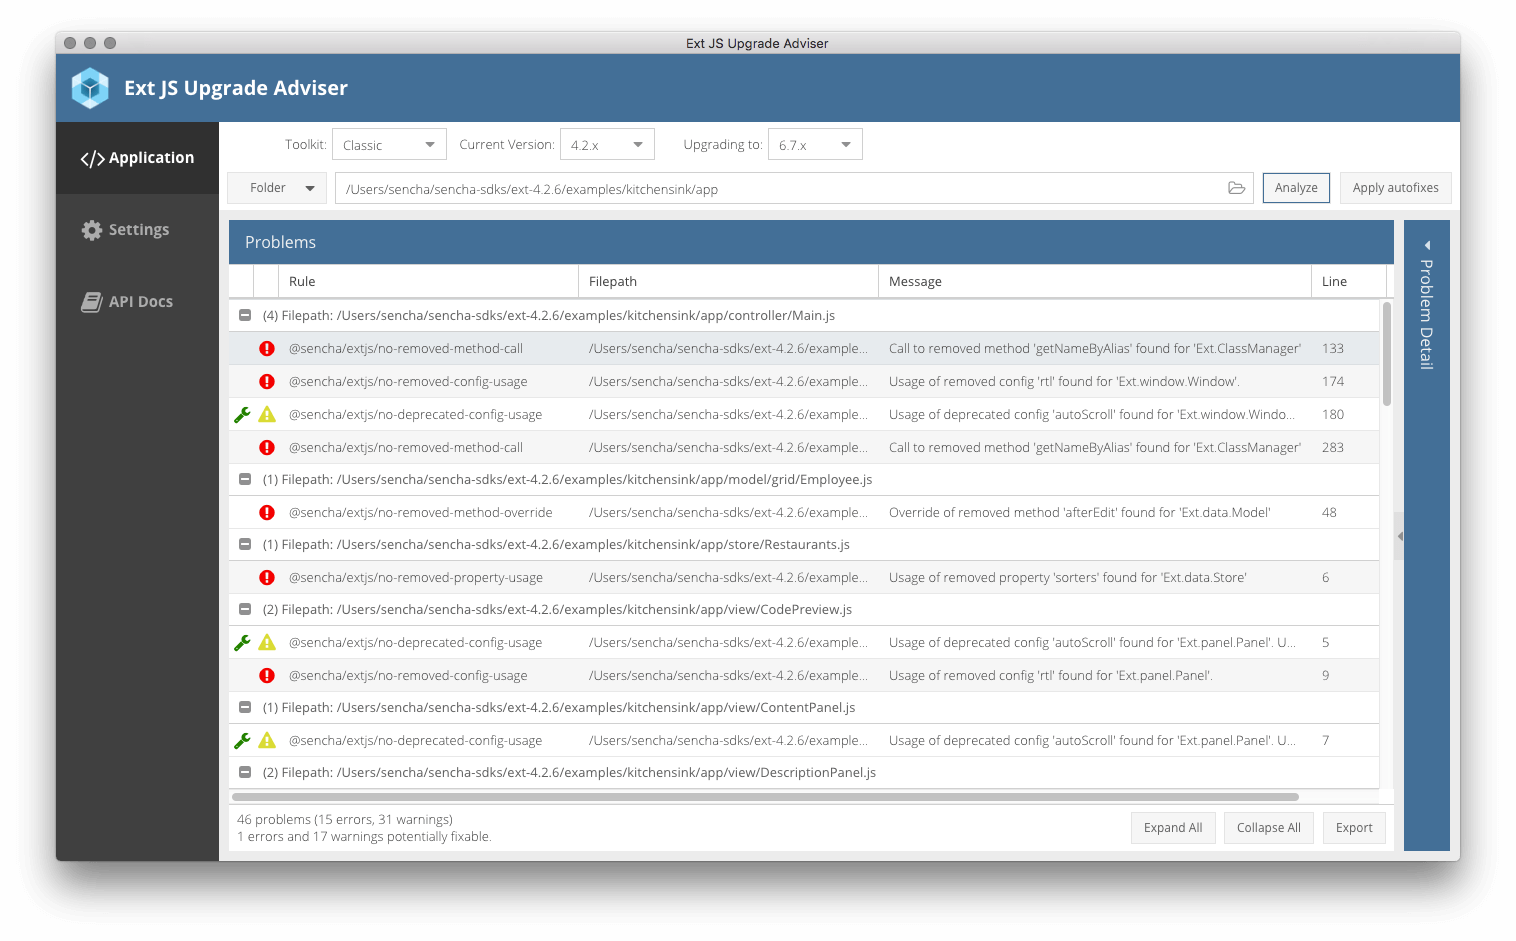 Ext JS Upgrade Adviser
Ext JS Upgrade Adviser
</> Application
Settings
API Docs
Toolkit: Classic Current Version: 4.2.x Upgrading to: 6.7.x
Folder /Users/sencha/sencha-sdks/ext-4.2.6/examples/kitchensink/app Analyze Apply autofixes
Problems
Rule Filepath Message Line
(4) Filepath: /Users/sencha/sencha-sdks/ext-4.2.6/examples/kitchensink/app/controller/Main.js
@sencha/extjs/no-removed-method-call /Users/sencha/sencha-sdks/ext-4.2.6/example... Call to removed method 'getNameByAlias' found for 'Ext.ClassManager' 133
@sencha/extjs/no-removed-config-usage /Users/sencha/sencha-sdks/ext-4.2.6/example... Usage of removed config 'rtl' found for 'Ext.window.Window'. 174
@sencha/extjs/no-deprecated-config-usage /Users/sencha/sencha-sdks/ext-4.2.6/example... Usage of deprecated config 'autoScroll' found for 'Ext.window.Windo... 180
@sencha/extjs/no-removed-method-call /Users/sencha/sencha-sdks/ext-4.2.6/example... Call to removed method 'getNameByAlias' found for 'Ext.ClassManager' 283
(1) Filepath: /Users/sencha/sencha-sdks/ext-4.2.6/examples/kitchensink/app/model/grid/Employee.js
@sencha/extjs/no-removed-method-override /Users/sencha/sencha-sdks/ext-4.2.6/example... Override of removed method 'afterEdit' found for 'Ext.data.Model' 48
(1) Filepath: /Users/sencha/sencha-sdks/ext-4.2.6/examples/kitchensink/app/store/Restaurants.js
@sencha/extjs/no-removed-property-usage /Users/sencha/sencha-sdks/ext-4.2.6/example... Usage of removed property 'sorters' found for 'Ext.data.Store' 6
(2) Filepath: /Users/sencha/sencha-sdks/ext-4.2.6/examples/kitchensink/app/view/CodePreview.js
@sencha/extjs/no-deprecated-config-usage /Users/sencha/sencha-sdks/ext-4.2.6/example... Usage of deprecated config 'autoScroll' found for 'Ext.panel.Panel'. U... 5
@sencha/extjs/no-removed-config-usage /Users/sencha/sencha-sdks/ext-4.2.6/example... Usage of removed config 'rtl' found for 'Ext.panel.Panel'. 9
(1) Filepath: /Users/sencha/sencha-sdks/ext-4.2.6/examples/kitchensink/app/view/ContentPanel.js
@sencha/extjs/no-deprecated-config-usage /Users/sencha/sencha-sdks/ext-4.2.6/example... Usage of deprecated config 'autoScroll' found for 'Ext.panel.Panel'. U... 7
(2) Filepath: /Users/sencha/sencha-sdks/ext-4.2.6/examples/kitchensink/app/view/DescriptionPanel.js
46 problems (15 errors, 31 warnings)
1 errors and 17 warnings potentially fixable.
Expand All Collapse All Export
Problem Detail